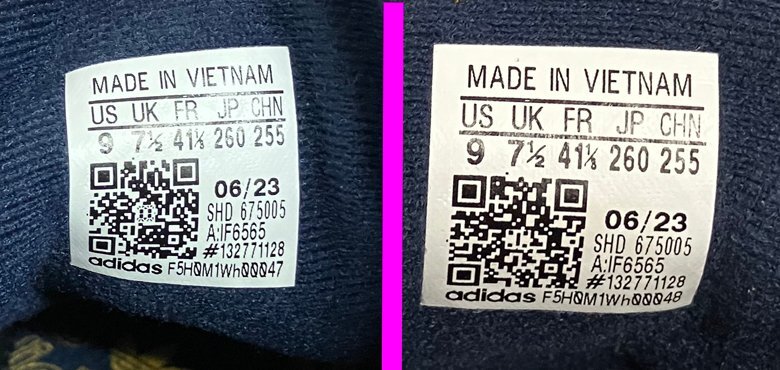 MADE IN VIETNAM
US UK FR JP CHN
9 7½ 41⅓ 260 255
06/23
SHD 675005
A:IF6565
#132771128
adidas F5H0M1Wh00047
MADE IN VIETNAM
US UK FR JP CHN
9 7½ 41⅓ 260 255
06/23
SHD 675005
A:IF6565
#132771128
adidas F5H0M1Wh00048